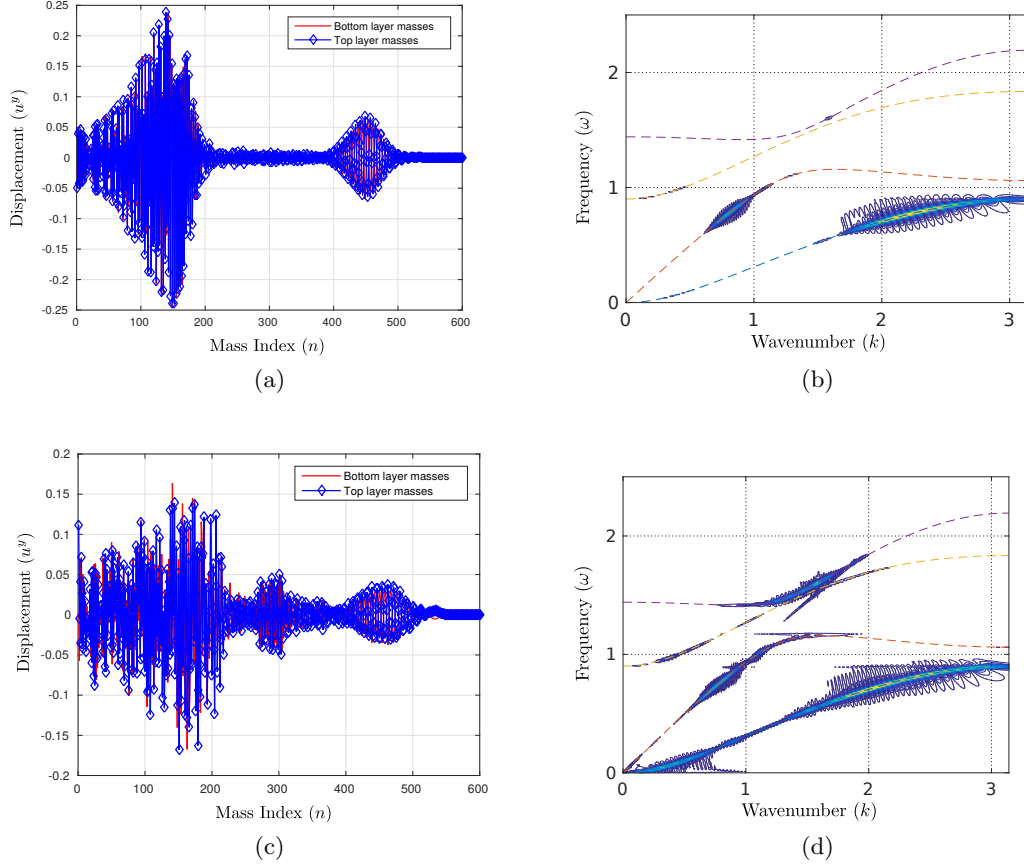 0.25
0.2
0.15
0.1
0.05
0
-0.05
-0.1
-0.15
-0.2
-0.25
0 100 200 300 400 500 600
Displacement (u^y)
Mass Index (n)
Bottom layer masses
Top layer masses
(a)
2
1
0
0 1 2 3
Frequency (ω)
Wavenumber (k)
(b)
0.2
0.15
0.1
0.05
0
-0.05
-0.1
-0.15
-0.2
0 100 200 300 400 500 600
Displacement (u^y)
Mass Index (n)
Bottom layer masses
Top layer masses
(c)
2
1
0
0 1 2 3
Frequency (ω)
Wavenumber (k)
(d)